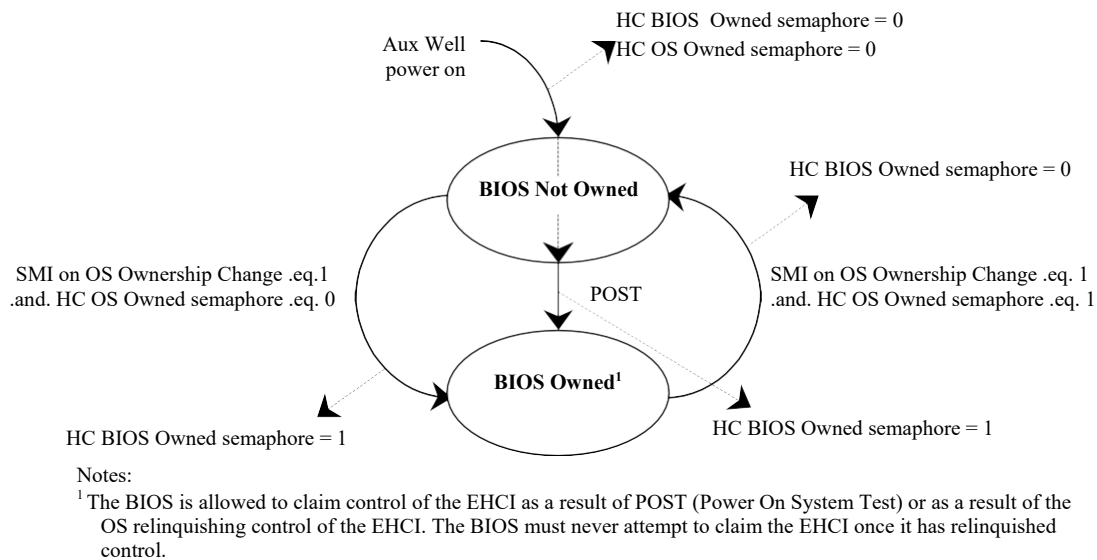 HC BIOS Owned semaphore = 0
HC OS Owned semaphore = 0
Aux Well
power on
HC BIOS Owned semaphore = 0
BIOS Not Owned
SMI on OS Ownership Change .eq.1
.and. HC OS Owned semaphore .eq. 0
POST
SMI on OS Ownership Change .eq. 1
.and. HC OS Owned semaphore .eq. 1
BIOS Owned¹
HC BIOS Owned semaphore = 1
HC BIOS Owned semaphore = 1
Notes:
¹ The BIOS is allowed to claim control of the EHCI as a result of POST (Power On System Test) or as a result of the
OS relinquishing control of the EHCI. The BIOS must never attempt to claim the EHCI once it has relinquished
control.